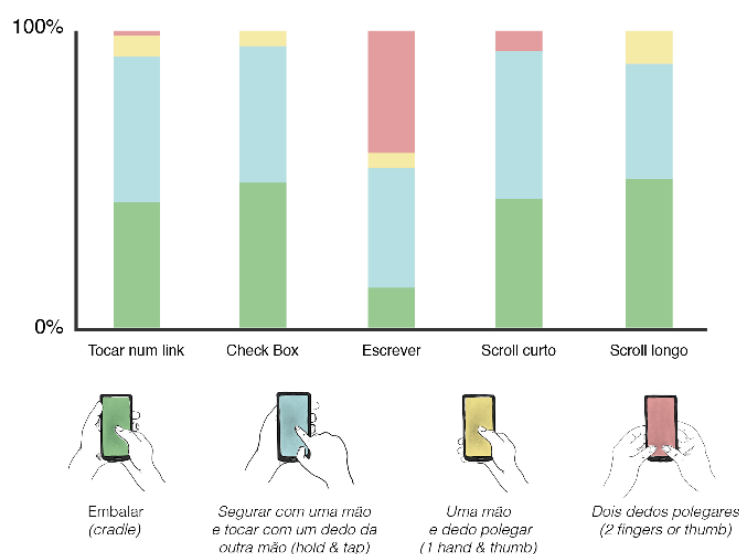 100%
0%
Tocar num link
Check Box
Escrever
Scroll curto
Scroll longo
Embalar
(cradle)
Segurar com uma mão
e tocar com um dedo da
outra mão (hold & tap)
Uma mão
e dedo polegar
(1 hand & thumb)
Dois dedos polegares
(2 fingers or thumb)